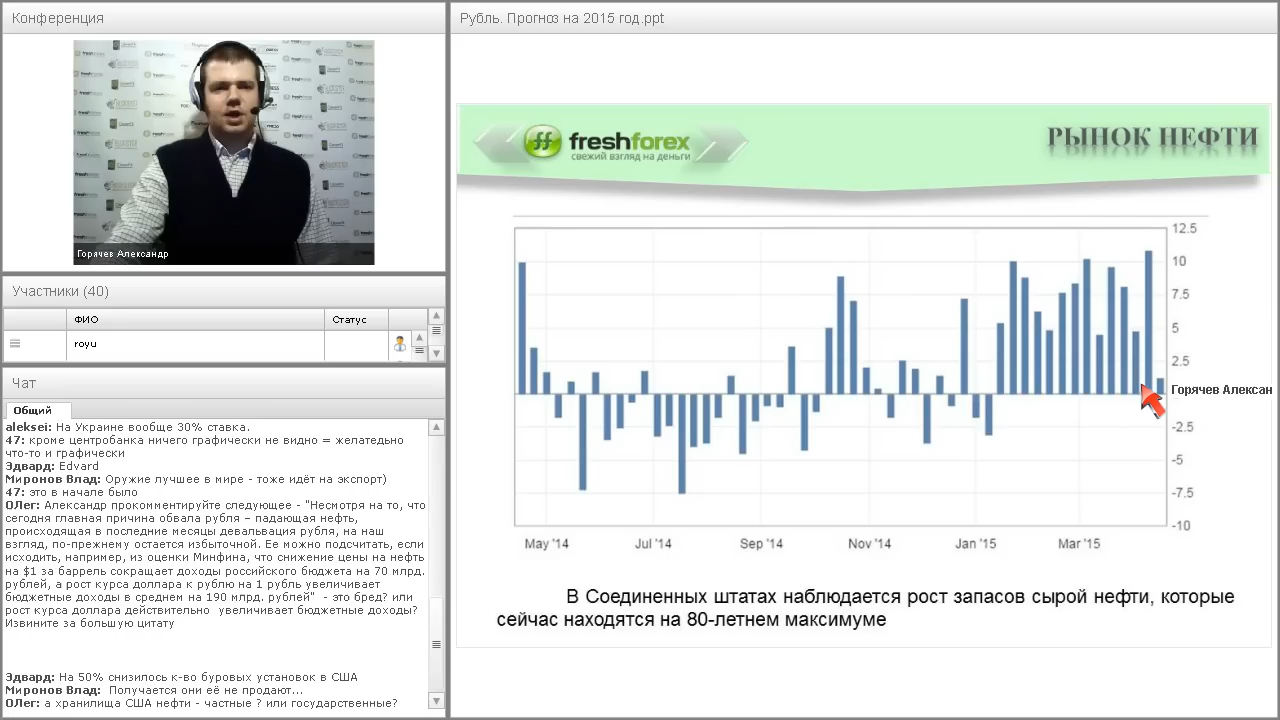 Конференция
Горячев Александр
Участники (40)
ФИО
Статус
royu
Чат
Общий
aleksei: На Украине вообще 30% ставка.
47: кроме центробанка ничего графически не видно = желатедьно
что-то и графически
Эдвард: Edvard
Миронов Влад: Оружие лучшее в мире - тоже идёт на экспорт)
47: это в начале было
ОЛег: Александр прокомментируйте следующее - "Несмотря на то, что
сегодня главная причина обвала рубля – падающая нефть,
происходящая в последние месяцы девальвация рубля, на наш
взгляд, по-прежнему остается избыточной. Ее можно подсчитать, если
исходить, например, из оценки Минфина, что снижение цены на нефть
на $1 за баррель сокращает доходы российского бюджета на 70 млрд.
рублей, а рост курса доллара к рублю на 1 рубль увеличивает
бюджетные доходы в среднем на 190 млрд. рублей" - это бред? или
рост курса доллара действительно увеличивает бюджетные доходы?
Извините за большую цитату
Эдвард: На 50% снизилось к-во буровых установок в США
Миронов Влад: Получается они её не продают...
ОЛег: а хранилища США нефти - частные ? или государственные?
Рубль. Прогноз на 2015 год.ppt
freshforex
свежий взгляд на деньги
РЫНОК НЕФТИ
12.5
10
7.5
5
2.5
Горячев Алексан
-2.5
-5
-7.5
-10
May '14
Jul '14
Sep '14
Nov '14
Jan '15
Mar '15
В Соединенных штатах наблюдается рост запасов сырой нефти, которые
сейчас находятся на 80-летнем максимуме